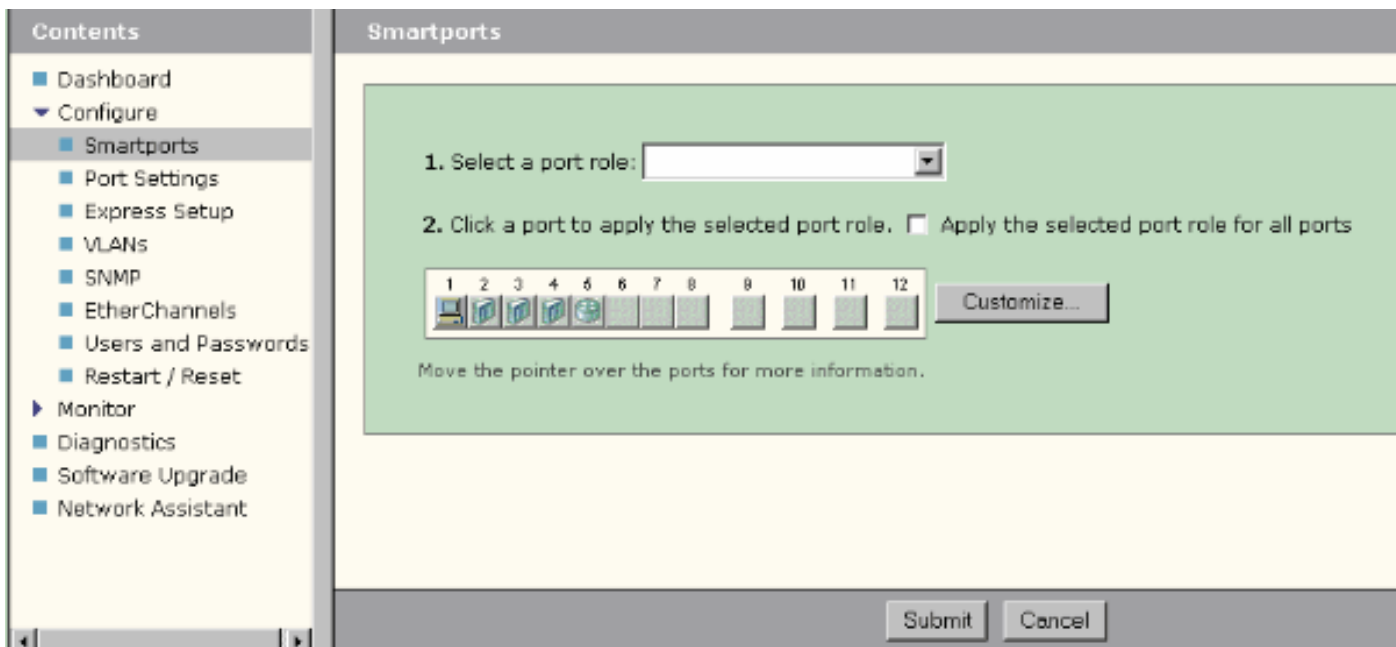 Contents
Dashboard
Configure
Smartports
Port Settings
Express Setup
VLANs
SNMP
EtherChannels
Users and Passwords
Restart / Reset
Monitor
Diagnostics
Software Upgrade
Network Assistant
Smartports
1. Select a port role:
2. Click a port to apply the selected port role. Apply the selected port role for all ports
1 2 3 4 5 6 7 8 9 10 11 12
Customize...
Move the pointer over the ports for more information.
Submit Cancel